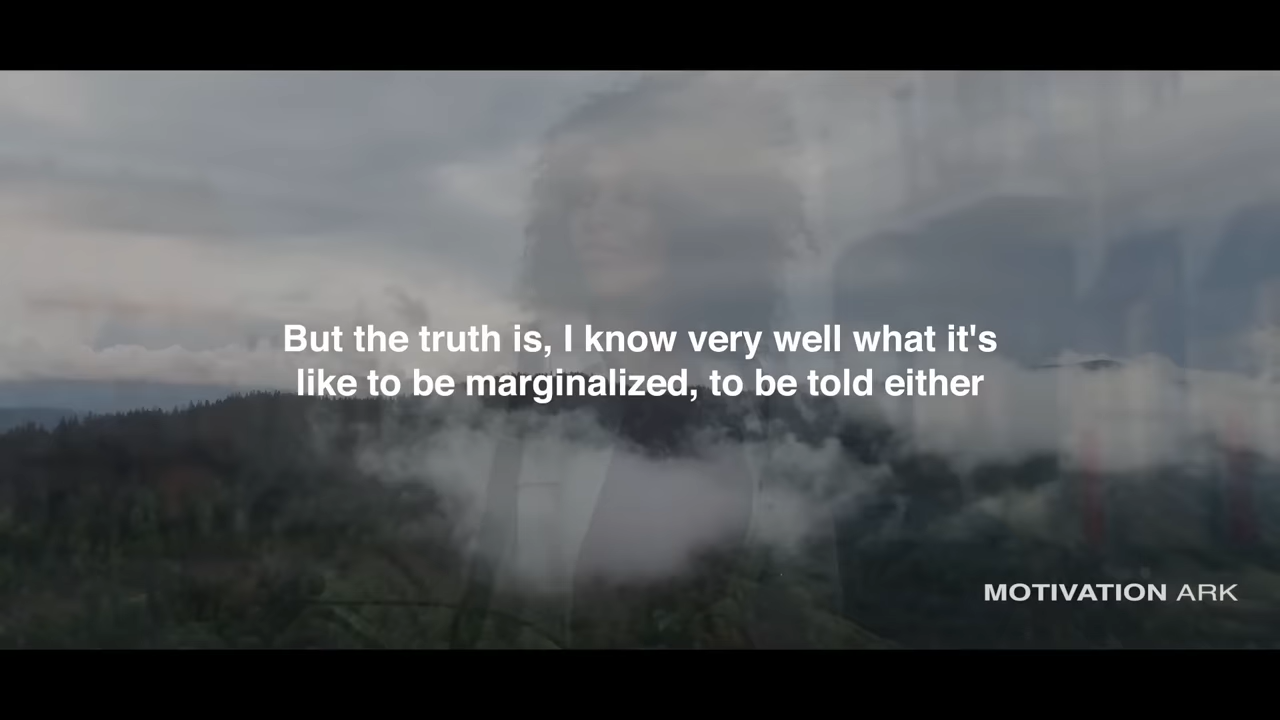 But the truth is, I know very well what it's
like to be marginalized, to be told either
MOTIVATION ARK